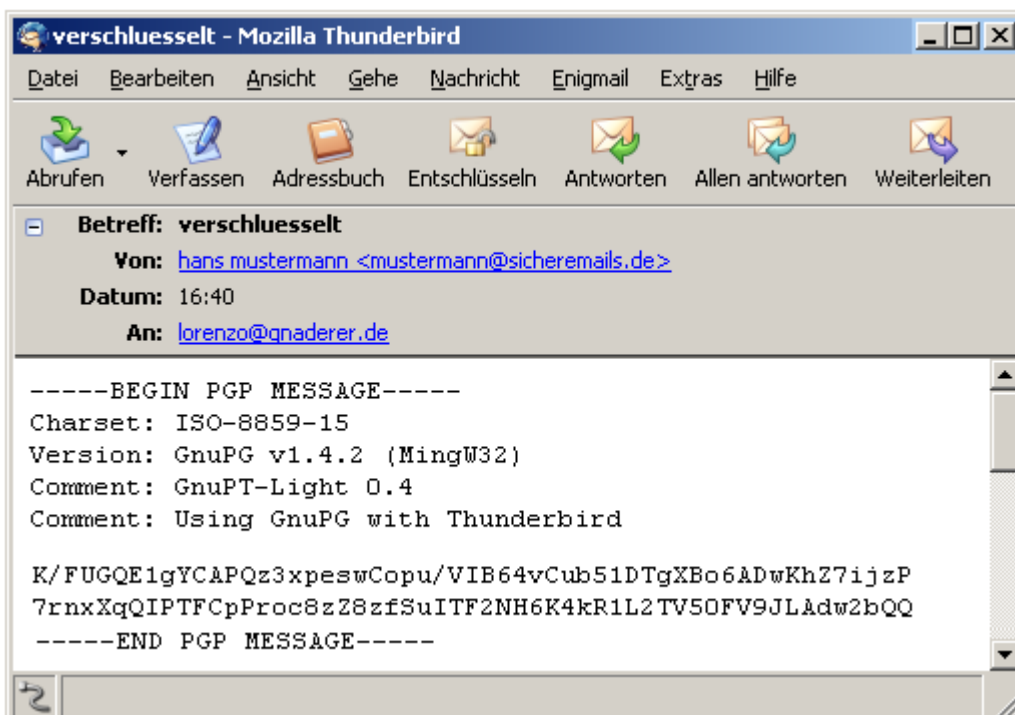 verschluesselt - Mozilla Thunderbird
Datei Bearbeiten Ansicht Gehe Nachricht Enigmail Extras Hilfe
Abrufen Verfassen Adressbuch Entschlüsseln Antworten Allen antworten Weiterleiten
Betreff: verschluesselt
Von: hans mustermann <mustermann@sicheremails.de>
Datum: 16:40
An: lorenzo@gnaderer.de
-----BEGIN PGP MESSAGE-----
Charset: ISO-8859-15
Version: GnuPG v1.4.2 (MingW32)
Comment: GnuPT-Light 0.4
Comment: Using GnuPG with Thunderbird
K/FUGQE1gYCAPQz3xpeswCopu/VIB64vCub51DTgXBo6ADwKhZ7ijzP
7rnxXqQIPTFCpProc8zZ8zfSuITF2NH6K4kR1L2TV5OFV9JLAdw2bQQ
-----END PGP MESSAGE-----